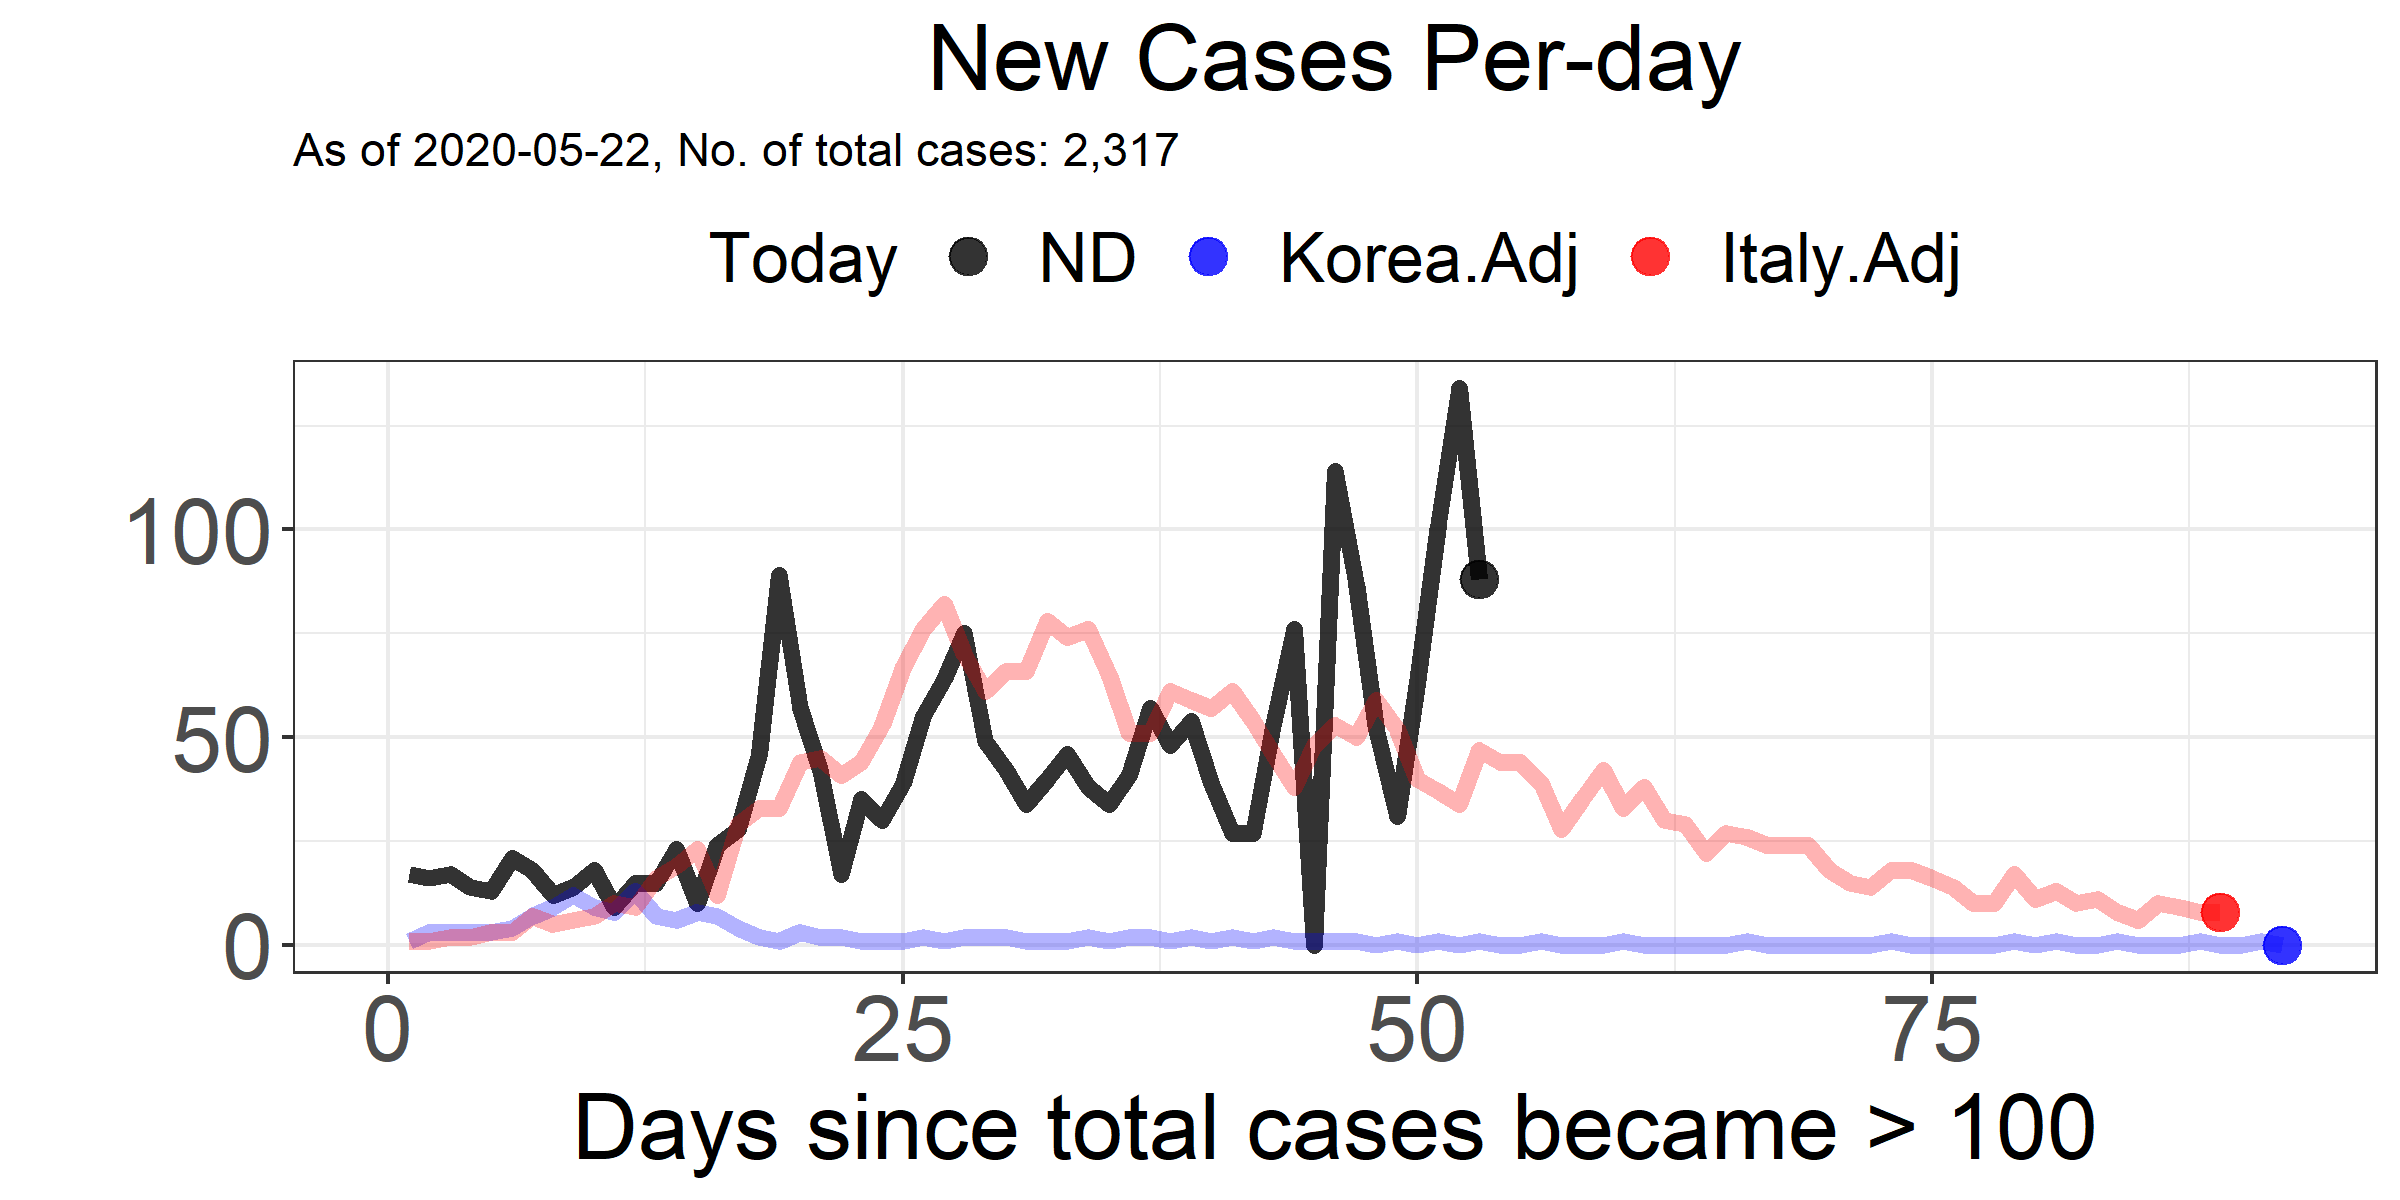 New Cases Per-day
As of 2020-05-22, No. of total cases: 2,317
Today ND Korea.Adj Italy.Adj
100
50
0
0 25 50 75
Days since total cases became > 100